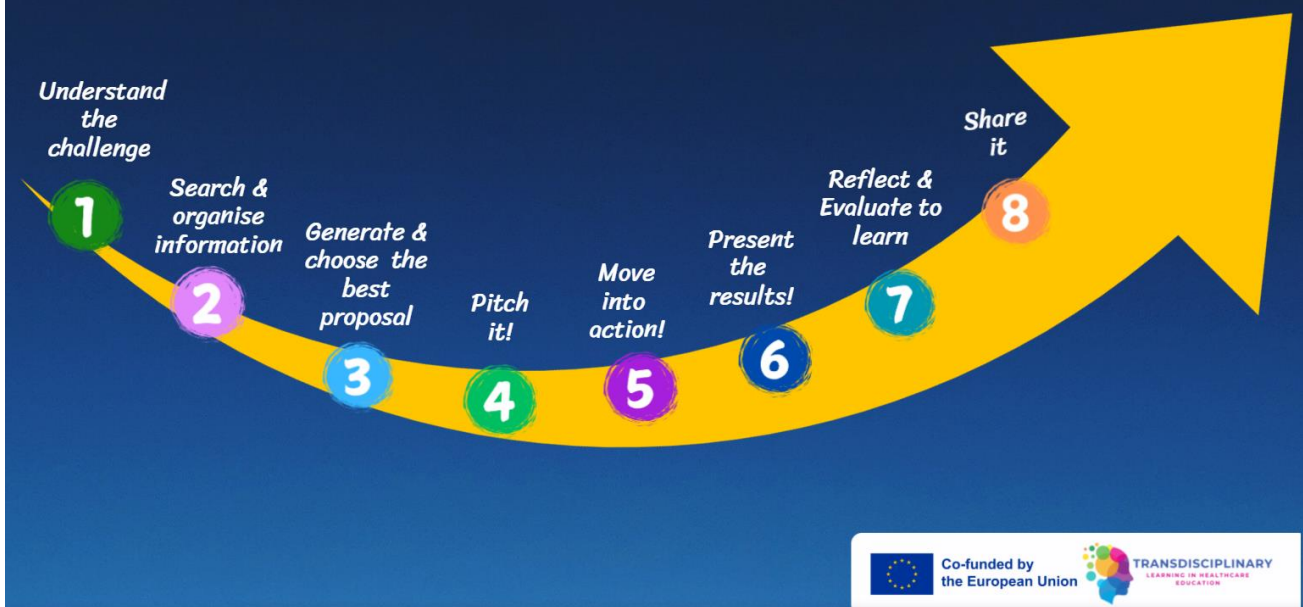 Understand
the
challenge
1
Search &
organise
information
2
Generate &
choose the
best
proposal
3
Pitch
it!
4
Move
into
action!
5
Present
the
results!
6
Reflect &
Evaluate to
learn
7
Share
it
8
Co-funded by
the European Union
TRANSDISCIPLINARY
LEARNING IN HEALTHCARE
EDUCATION